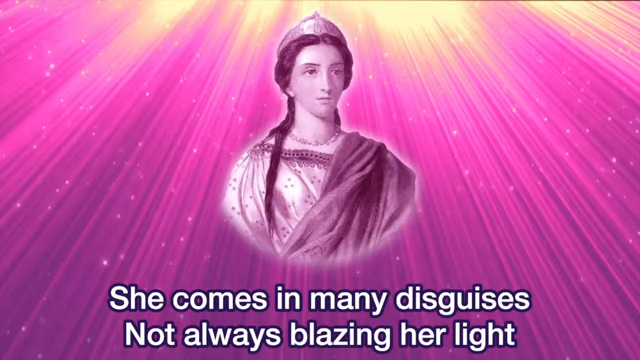 She comes in many disguises
Not always blazing her light